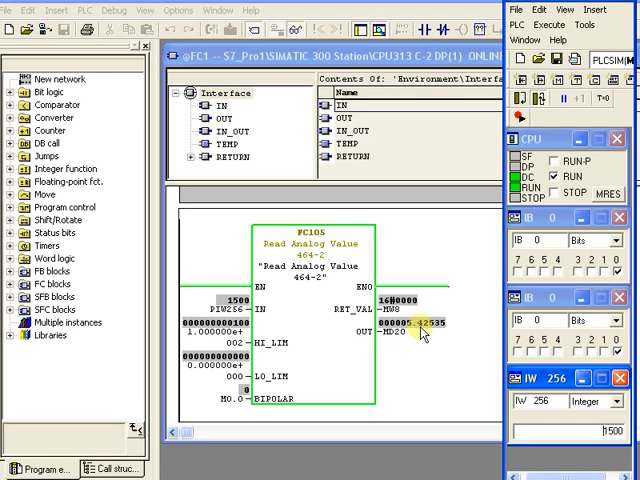 File Edit Insert PLC Debug View Options Window Help
New network
Bit logic
Comparator
Converter
Counter
DB call
Jumps
Integer function
Floating-point fct.
Move
Program control
Shift/Rotate
Status bits
Timers
Word logic
FB blocks
FC blocks
SFB blocks
SFC blocks
Multiple instances
Libraries
Program e...
Call struc...
@FC1 -- S7_Pro1\SIMATIC 300 Station\CPU313 C-2 DP(1) ONLIN
Contents Of: 'Environment\Interfa
Interface
IN
OUT
IN_OUT
TEMP
RETURN
Name
IN
OUT
IN_OUT
TEMP
RETURN
FC105
Read Analog Value
464-2
"Read Analog Value
464-2"
EN
ENO
1500
PIW256
IN
16#0000
RET_VAL
MW8
000000000100
1.000000e+
002
HI_LIM
000005.42535
OUT
MD20
000000000000
0.000000e+
000
LO_LIM
0
M0.0
BIPOLAR
File Edit View Insert
PLC Execute Tools
Window Help
PLCSIM(M
T=0
CPU
SF
DP
DC
RUN
STOP
RUN-P
RUN
STOP
MRES
IB 0
IB 0
Bits
7 6 5 4 3 2 1 0
IB 0
IB 0
Bits
7 6 5 4 3 2 1 0
IW 256
IW 256
Integer
1500